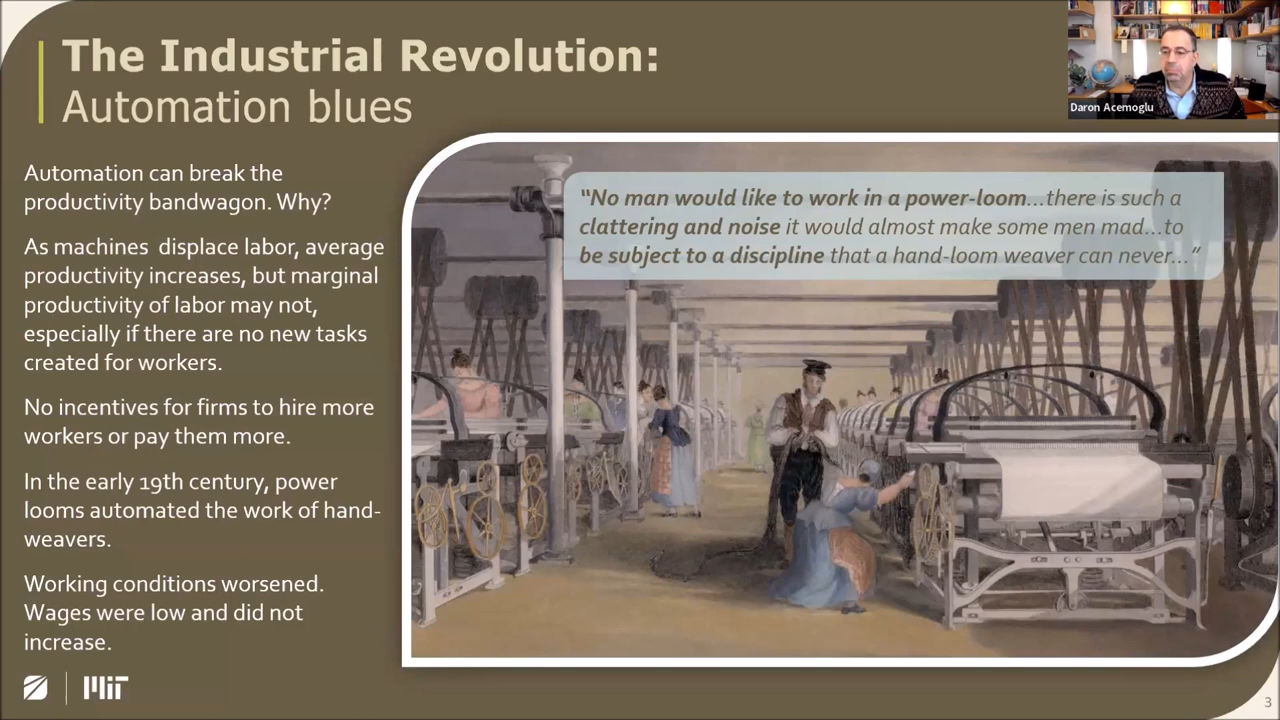 The Industrial Revolution:
Automation blues
Daron Acemoglu
Automation can break the
productivity bandwagon. Why?
As machines  displace labor, average
productivity increases, but marginal
productivity of labor may not,
especially if there are no new tasks
created for workers.
No incentives for firms to hire more
workers or pay them more.
In the early 19th century, power
looms automated the work of hand-
weavers.
Working conditions worsened.
Wages were low and did not
increase.
“No man would like to work in a power-loom...there is such a
clattering and noise it would almost make some men mad...to
be subject to a discipline that a hand-loom weaver can never...”
MIT
3